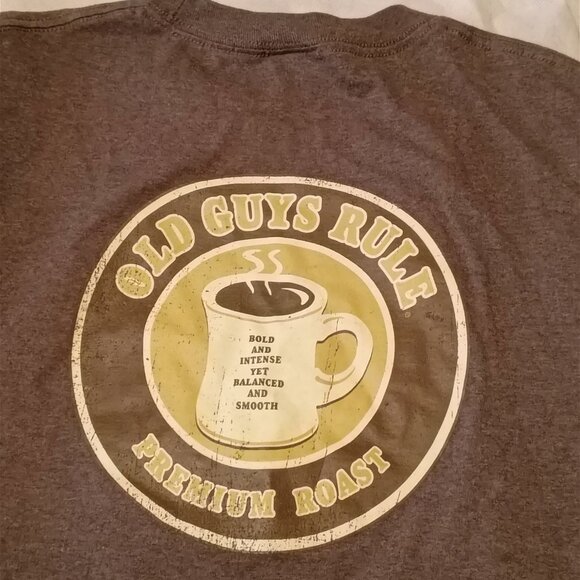 OLD GUYS RULE
BOLD
AND
INTENSE
YET
BALANCED
AND
SMOOTH
PREMIUM ROAST